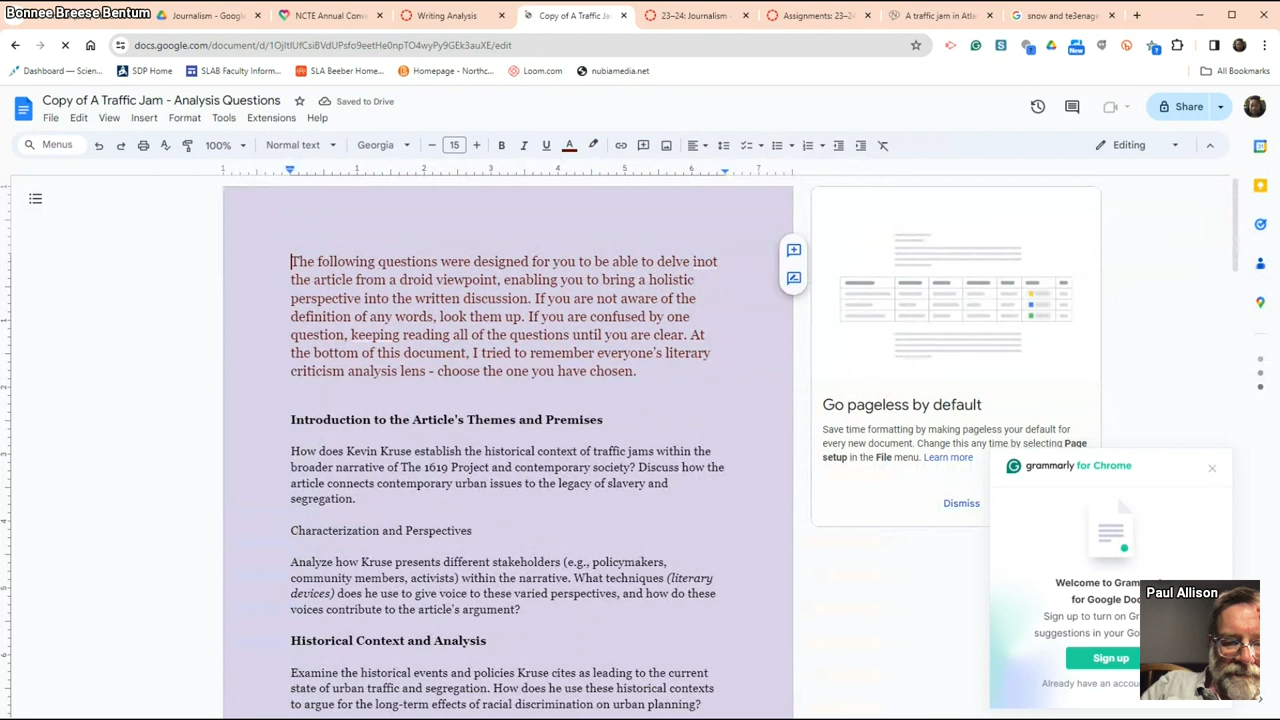 Bonnee Breese Bentum
Journalism - Google
NCTE Annual Conve
Writing Analysis
Copy of A Traffic Ja
23–24: Journalism
Assignments: 23–2
A traffic jam in Atla
snow and te3enage
docs.google.com/document/d/1OjItlUfCsiBVdUPsfo9eetHe0npTO4wyPy9GEk3auXE/edit
New
Dashboard — Scien...
SDP Home
SLAB Faculty Inform...
SLA Beeber Home...
Homepage - Northc...
Loom.com
nubiamedia.net
All Bookmarks
Copy of A Traffic Jam - Analysis Questions
Saved to Drive
File Edit View Insert Format Tools Extensions Help
Share
Menus
100%
Normal text
Georgia
15
Editing
1 1 2 3 4 5 6 7
The following questions were designed for you to be able to delve inot
the article from a droid viewpoint, enabling you to bring a holistic
perspective into the written discussion. If you are not aware of the
definition of any words, look them up. If you are confused by one
question, keeping reading all of the questions until you are clear. At
the bottom of this document, I tried to remember everyone's literary
criticism analysis lens - choose the one you have chosen.
Introduction to the Article's Themes and Premises
How does Kevin Kruse establish the historical context of traffic jams within the
broader narrative of The 1619 Project and contemporary society? Discuss how the
article connects contemporary urban issues to the legacy of slavery and
segregation.
Characterization and Perspectives
Analyze how Kruse presents different stakeholders (e.g., policymakers,
community members, activists) within the narrative. What techniques (literary
devices) does he use to give voice to these varied perspectives, and how do these
voices contribute to the article's argument?
Historical Context and Analysis
Examine the historical events and policies Kruse cites as leading to the current
state of urban traffic and segregation. How does he use these historical contexts
to argue for the long-term effects of racial discrimination on urban planning?
Go pageless by default
Save time formatting by making pageless your default for
every new document. Change this any time by selecting Page
setup in the File menu. Learn more
Dismiss
grammarly for Chrome
Welcome to Gram
for Google Doc
Sign up to turn on Gr
suggestions in your Go
Sign up
Already have an accou
Paul Allison